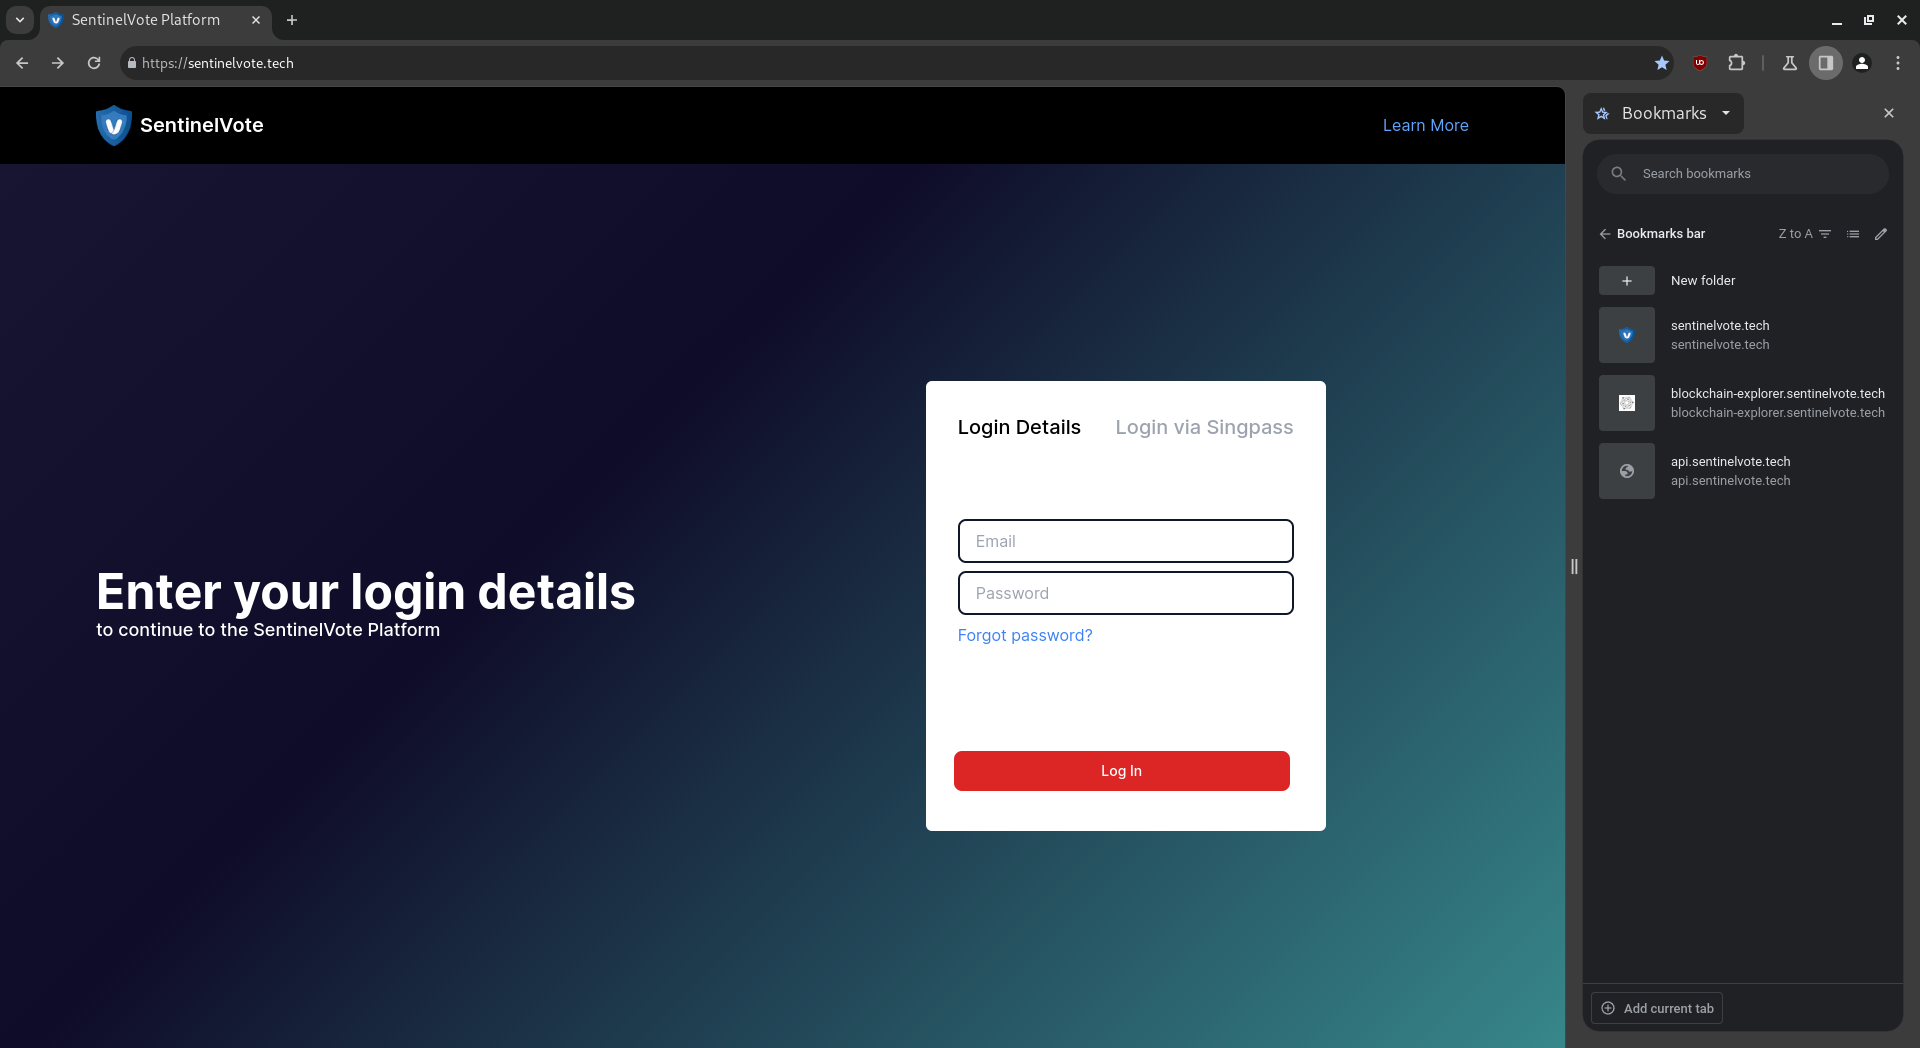 SentinelVote Platform
https://sentinelvote.tech
SentinelVote
Learn More
Enter your login details
to continue to the SentinelVote Platform
Login Details
Login via Singpass
Email
Password
Forgot password?
Log In
Bookmarks
Search bookmarks
Bookmarks bar
Z to A
New folder
sentinelvote.tech
sentinelvote.tech
blockchain-explorer.sentinelvote.tech
blockchain-explorer.sentinelvote.tech
api.sentinelvote.tech
api.sentinelvote.tech
Add current tab